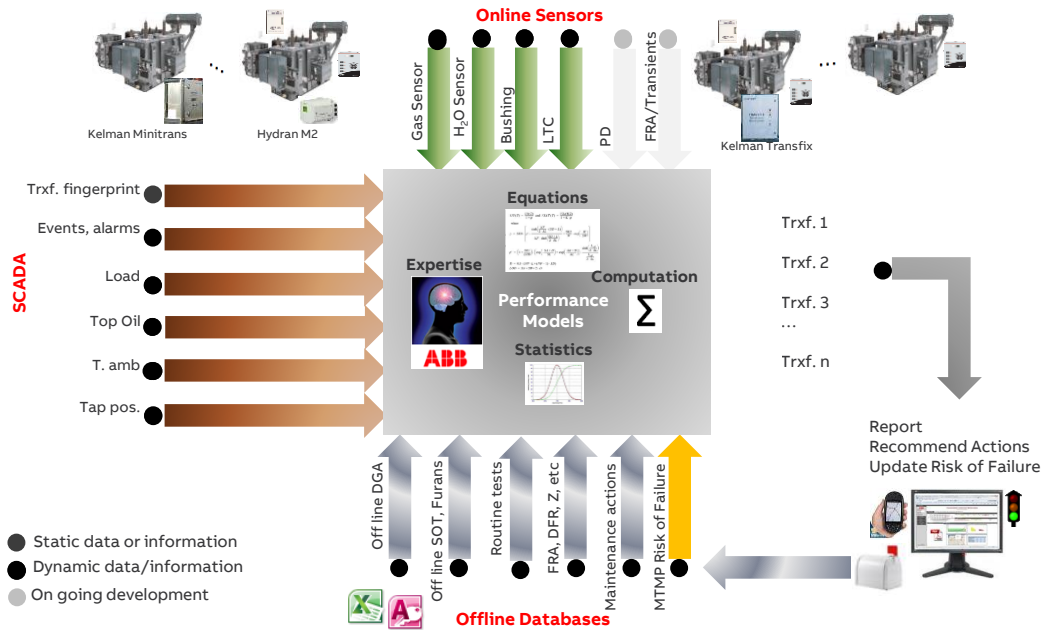 Online Sensors
Kelman Minitrans
Hydran M2
Kelman Transfix
Gas Sensor
H₂O Sensor
Bushing
LTC
PD
FRA/Transients
SCADA
Trxf. fingerprint
Events, alarms
Load
Top Oil
T. amb
Tap pos.
Equations
Expertise
Computation
Performance
Models
Σ
Statistics
ABB
Trxf. 1
Trxf. 2
Trxf. 3
...
Trxf. n
Report
Recommend Actions
Update Risk of Failure
Off line DGA
Off line SOT, Furans
Routine tests
FRA, DFR, Z, etc
Maintenance actions
MTMP Risk of Failure
Static data or information
Dynamic data/information
On going development
Offline Databases